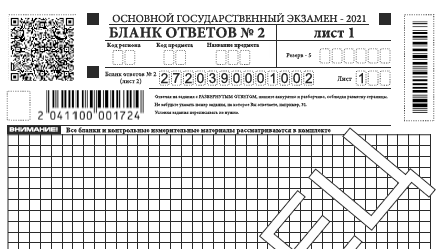 ОСНОВНОЙ ГОСУДАРСТВЕННЫЙ ЭКЗАМЕН - 2021
БЛАНК ОТВЕТОВ № 2
лист 1
Код региона Код предмета Название предмета
Резерв - 5
Бланк ответов № 2 (лист 2)
2720390001002
Лист 1
Ответы на задания с РАЗВЕРНУТЫМ ОТВЕТОМ, пишите аккуратно и разборчиво, соблюдая разметку страницы.
Не забудьте указать номер задания, на которое Вы отвечаете, например, 31.
Условия задания переписывать не нужно.
2 041100 001724
ВНИМАНИЕ! Все бланки и контрольные измерительные материалы рассматриваются в комплекте